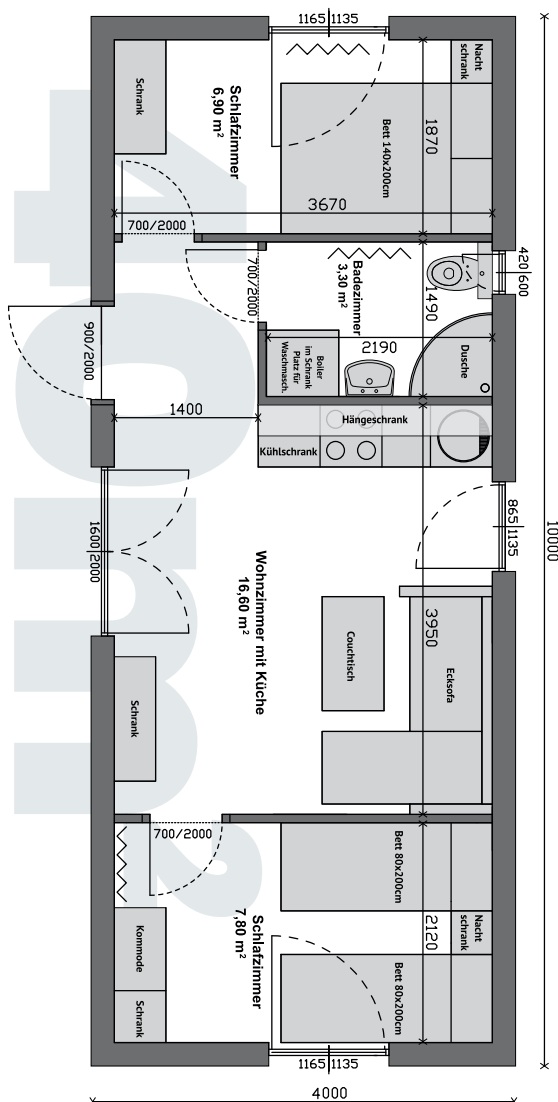 1165 1135
Nacht
schrank
Schrank
Schlafzimmer
6,90 m²
Bett 140x200cm
1870
3670
700/2000
420 600
700/2000
Badezimmer
3,30 m²
1490
900/2000
2190
Boiler
im Schrank
Platz für
Waschmasch.
Dusche
1400
Hängeschrank
Kühlschrank
865 1135
10000
1600 2000
Wohnzimmer mit Küche
16,60 m²
3950
Couchtisch
Ecksofa
Schrank
700/2000
Bett 80x200cm
Schlafzimmer
7,80 m²
Nacht
schrank
2120
Kommode
Bett 80x200cm
Schrank
1165 1135
4000
40m²